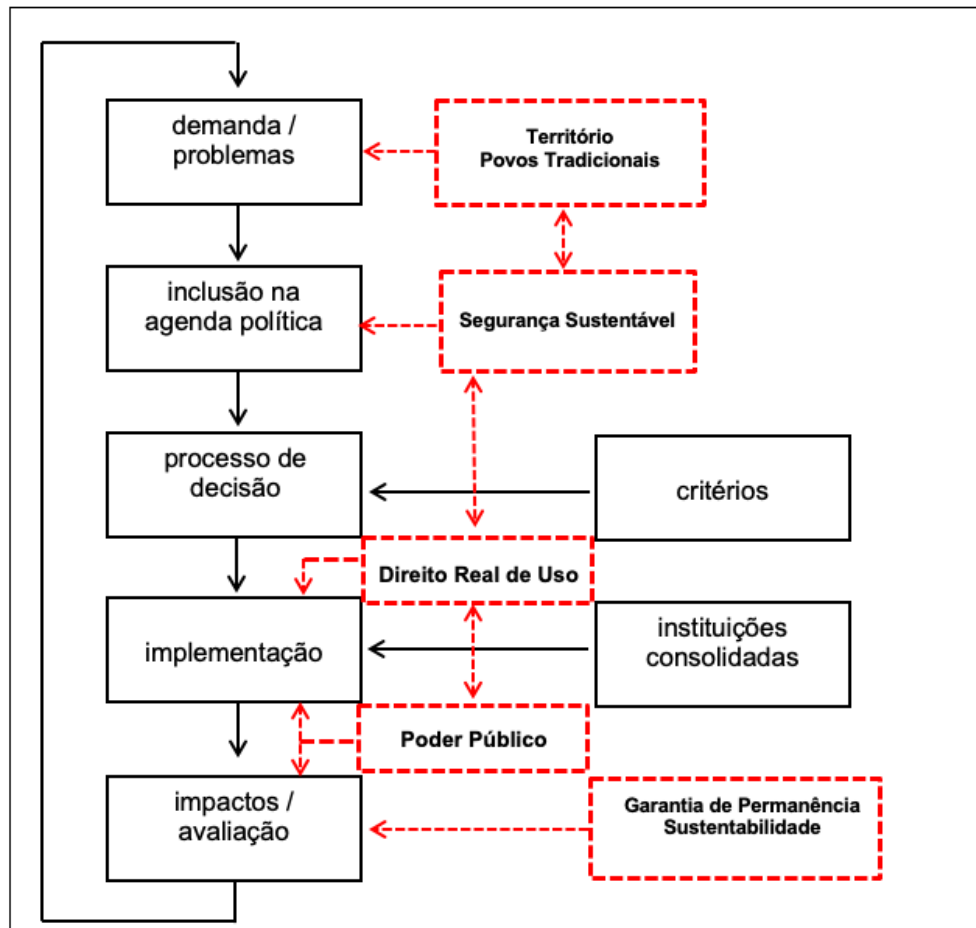 demanda /
problemas
Território
Povos Tradicionais
inclusão na
agenda política
Segurança Sustentável
processo de
decisão
critérios
Direito Real de Uso
implementação
instituições
consolidadas
Poder Público
impactos /
avaliação
Garantia de Permanência
Sustentabilidade